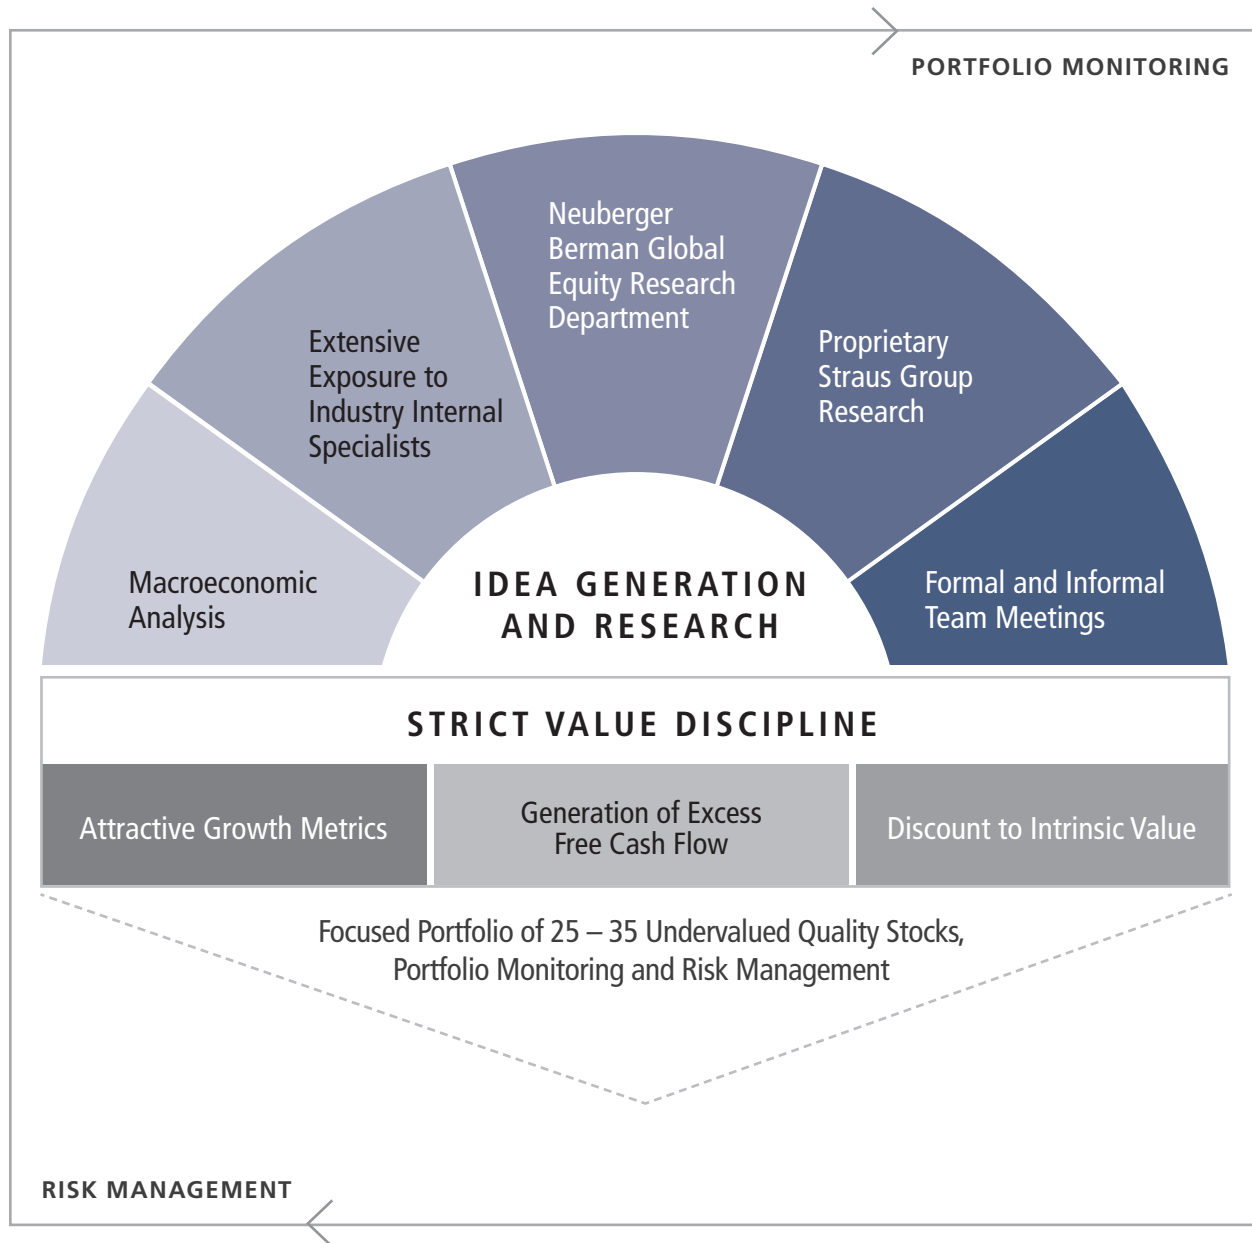 PORTFOLIO MONITORING
Neuberger
Berman Global
Equity Research
Department
Extensive
Exposure to
Industry Internal
Specialists
Proprietary
Straus Group
Research
Macroeconomic
Analysis
IDEA GENERATION
AND RESEARCH
Formal and Informal
Team Meetings
STRICT VALUE DISCIPLINE
Attractive Growth Metrics
Generation of Excess
Free Cash Flow
Discount to Intrinsic Value
Focused Portfolio of 25 – 35 Undervalued Quality Stocks,
Portfolio Monitoring and Risk Management
RISK MANAGEMENT